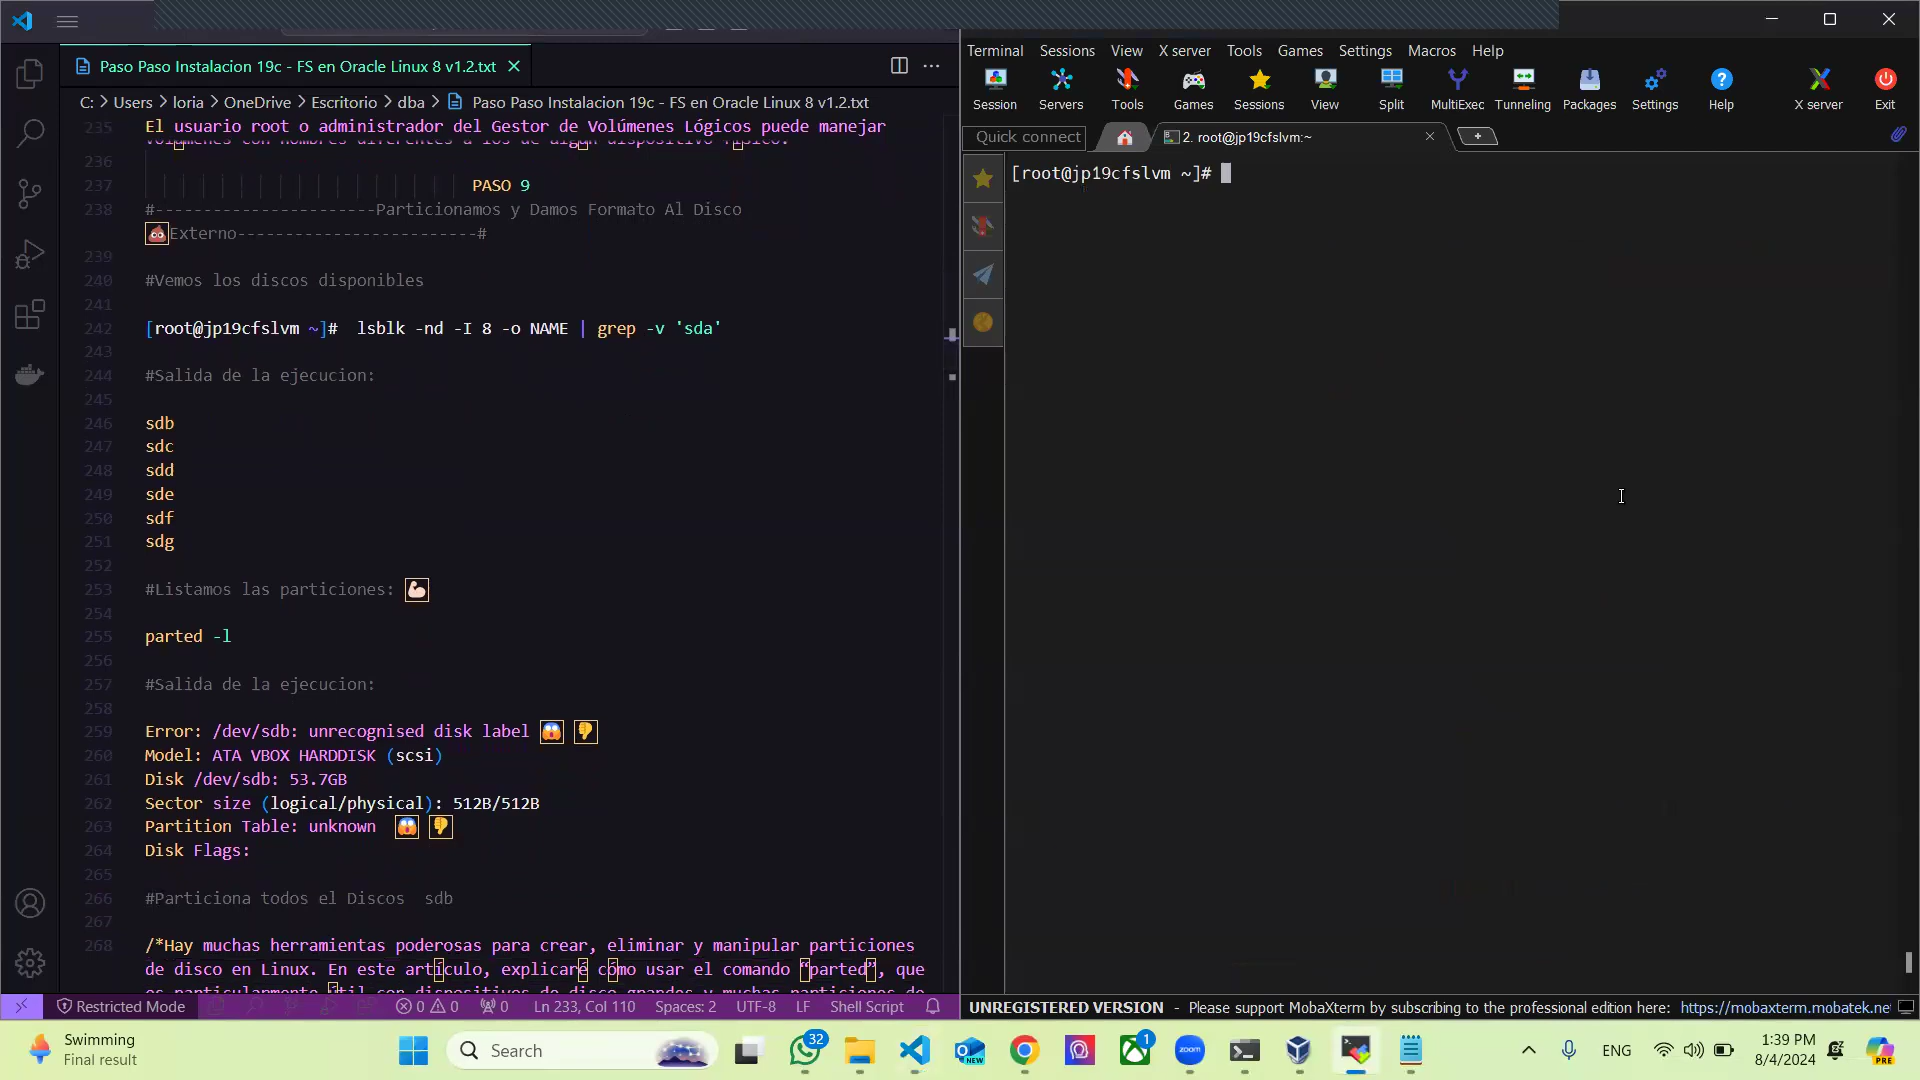 Paso Paso Instalacion 19c - FS en Oracle Linux 8 v1.2.txt
C: > Users > loria > OneDrive > Escritorio > dba > Paso Paso Instalacion 19c - FS en Oracle Linux 8 v1.2.txt
235 El usuario root o administrador del Gestor de Volúmenes Lógicos puede manejar
volúmenes con nombres diferentes a los de algún dispositivo físico.
236
237 PASO 9
238 #-----------------------Particionamos y Damos Formato Al Disco
💩Externo-------------------------#
239
240 #Vemos los discos disponibles
241
242 [root@jp19cfslvm ~]#  lsblk -nd -I 8 -o NAME | grep -v 'sda'
243
244 #Salida de la ejecucion:
245
246 sdb
247 sdc
248 sdd
249 sde
250 sdf
251 sdg
252
253 #Listamos las particiones: 💪🏻
254
255 parted -l
256
257 #Salida de la ejecucion:
258
259 Error: /dev/sdb: unrecognised disk label 😱 👎
260 Model: ATA VBOX HARDDISK (scsi)
261 Disk /dev/sdb: 53.7GB
262 Sector size (logical/physical): 512B/512B
263 Partition Table: unknown 😱 👎
264 Disk Flags:
265
266 #Particiona todos el Discos  sdb
267
268 /*Hay muchas herramientas poderosas para crear, eliminar y manipular particiones
de disco en Linux. En este artículo, explicaré cómo usar el comando “parted”, que
es particularmente útil con dispositivos de disco grandes y muchas particiones de
Restricted Mode 0 0 0 Ln 233, Col 110 Spaces: 2 UTF-8 LF Shell Script
Terminal Sessions View X server Tools Games Settings Macros Help
Session Servers Tools Games Sessions View Split MultiExec Tunneling Packages Settings Help X server Exit
Quick connect 2. root@jp19cfslvm:~
[root@jp19cfslvm ~]#
UNREGISTERED VERSION - Please support MobaXterm by subscribing to the professional edition here: https://mobaxterm.mobatek.ne
Swimming
Final result
Search
32
NEW
1
zoom
ENG
1:39 PM
8/4/2024
PRE